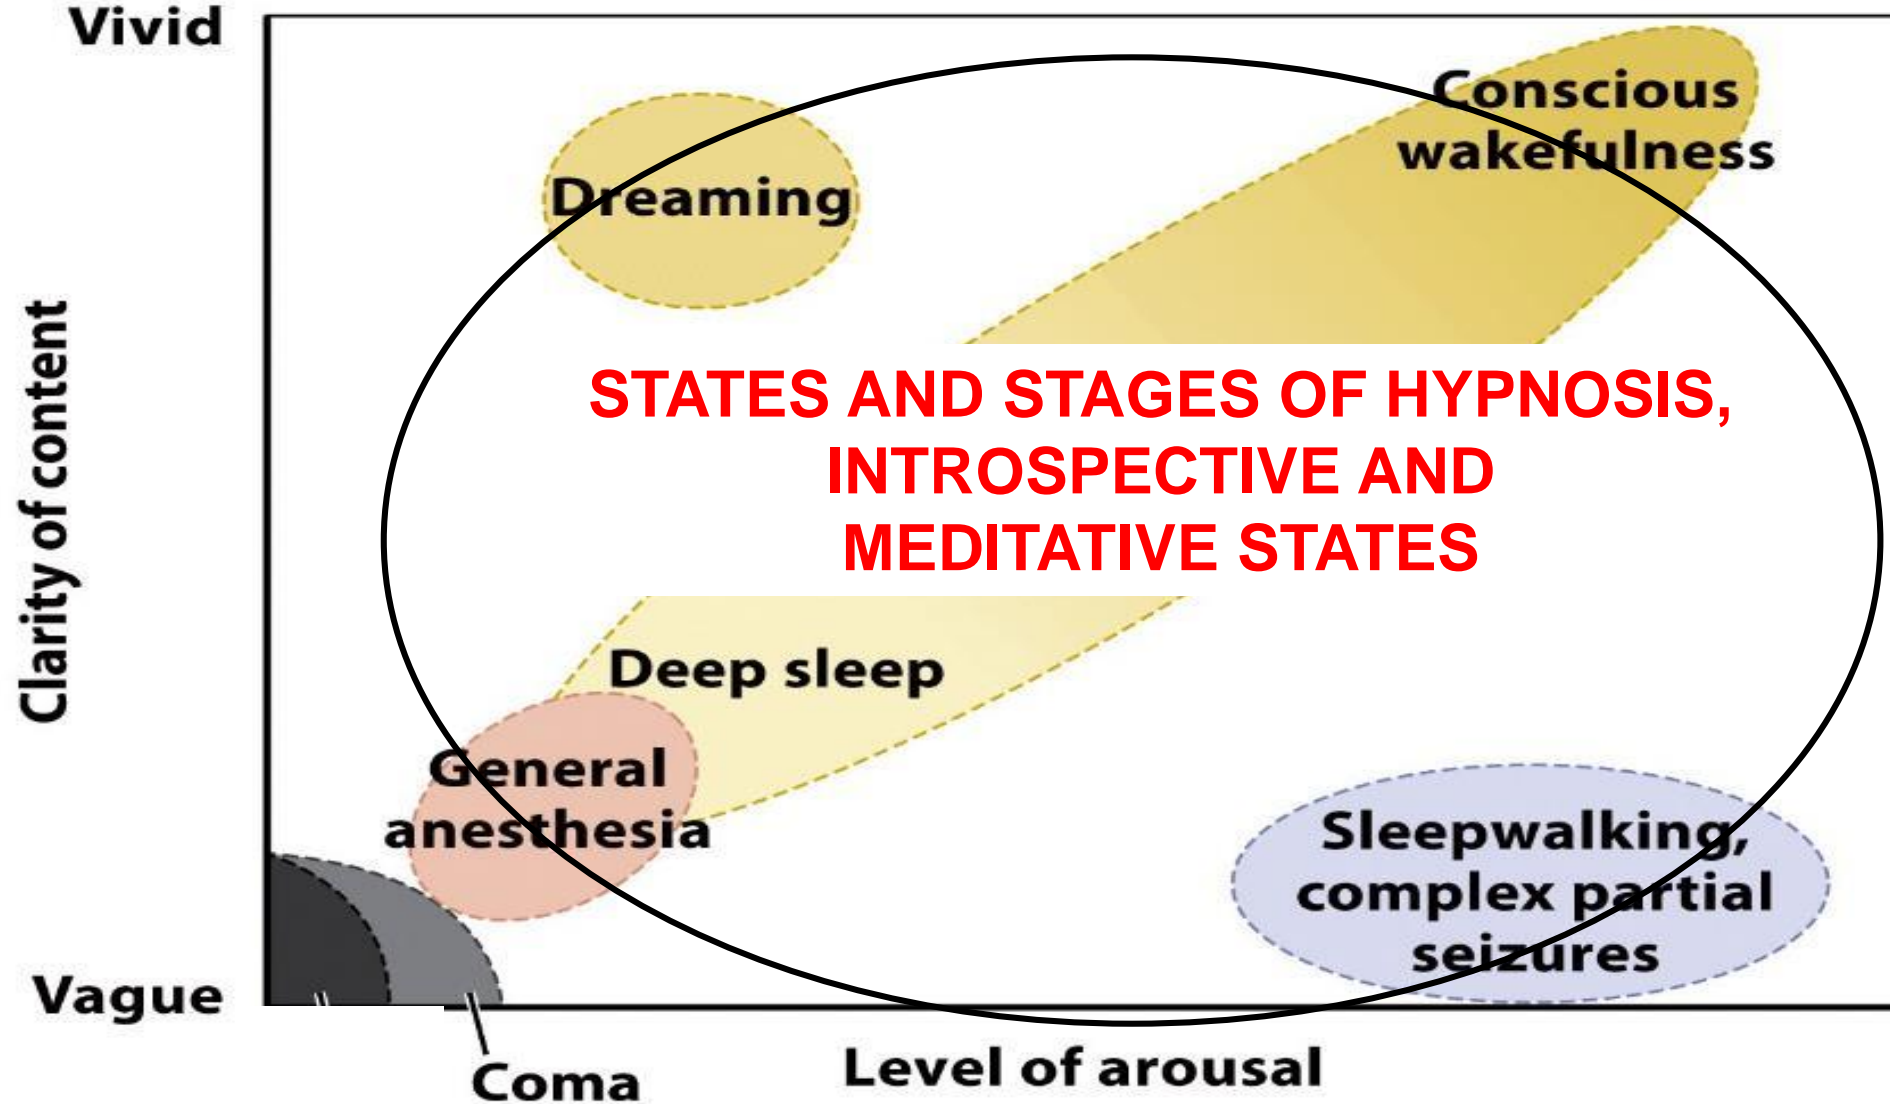 Vivid
Conscious
wakefulness
Dreaming
Clarity of content
STATES AND STAGES OF HYPNOSIS,
INTROSPECTIVE AND
MEDITATIVE STATES
Deep sleep
General
anesthesia
Sleepwalking,
complex partial
seizures
Vague
Coma
Level of arousal